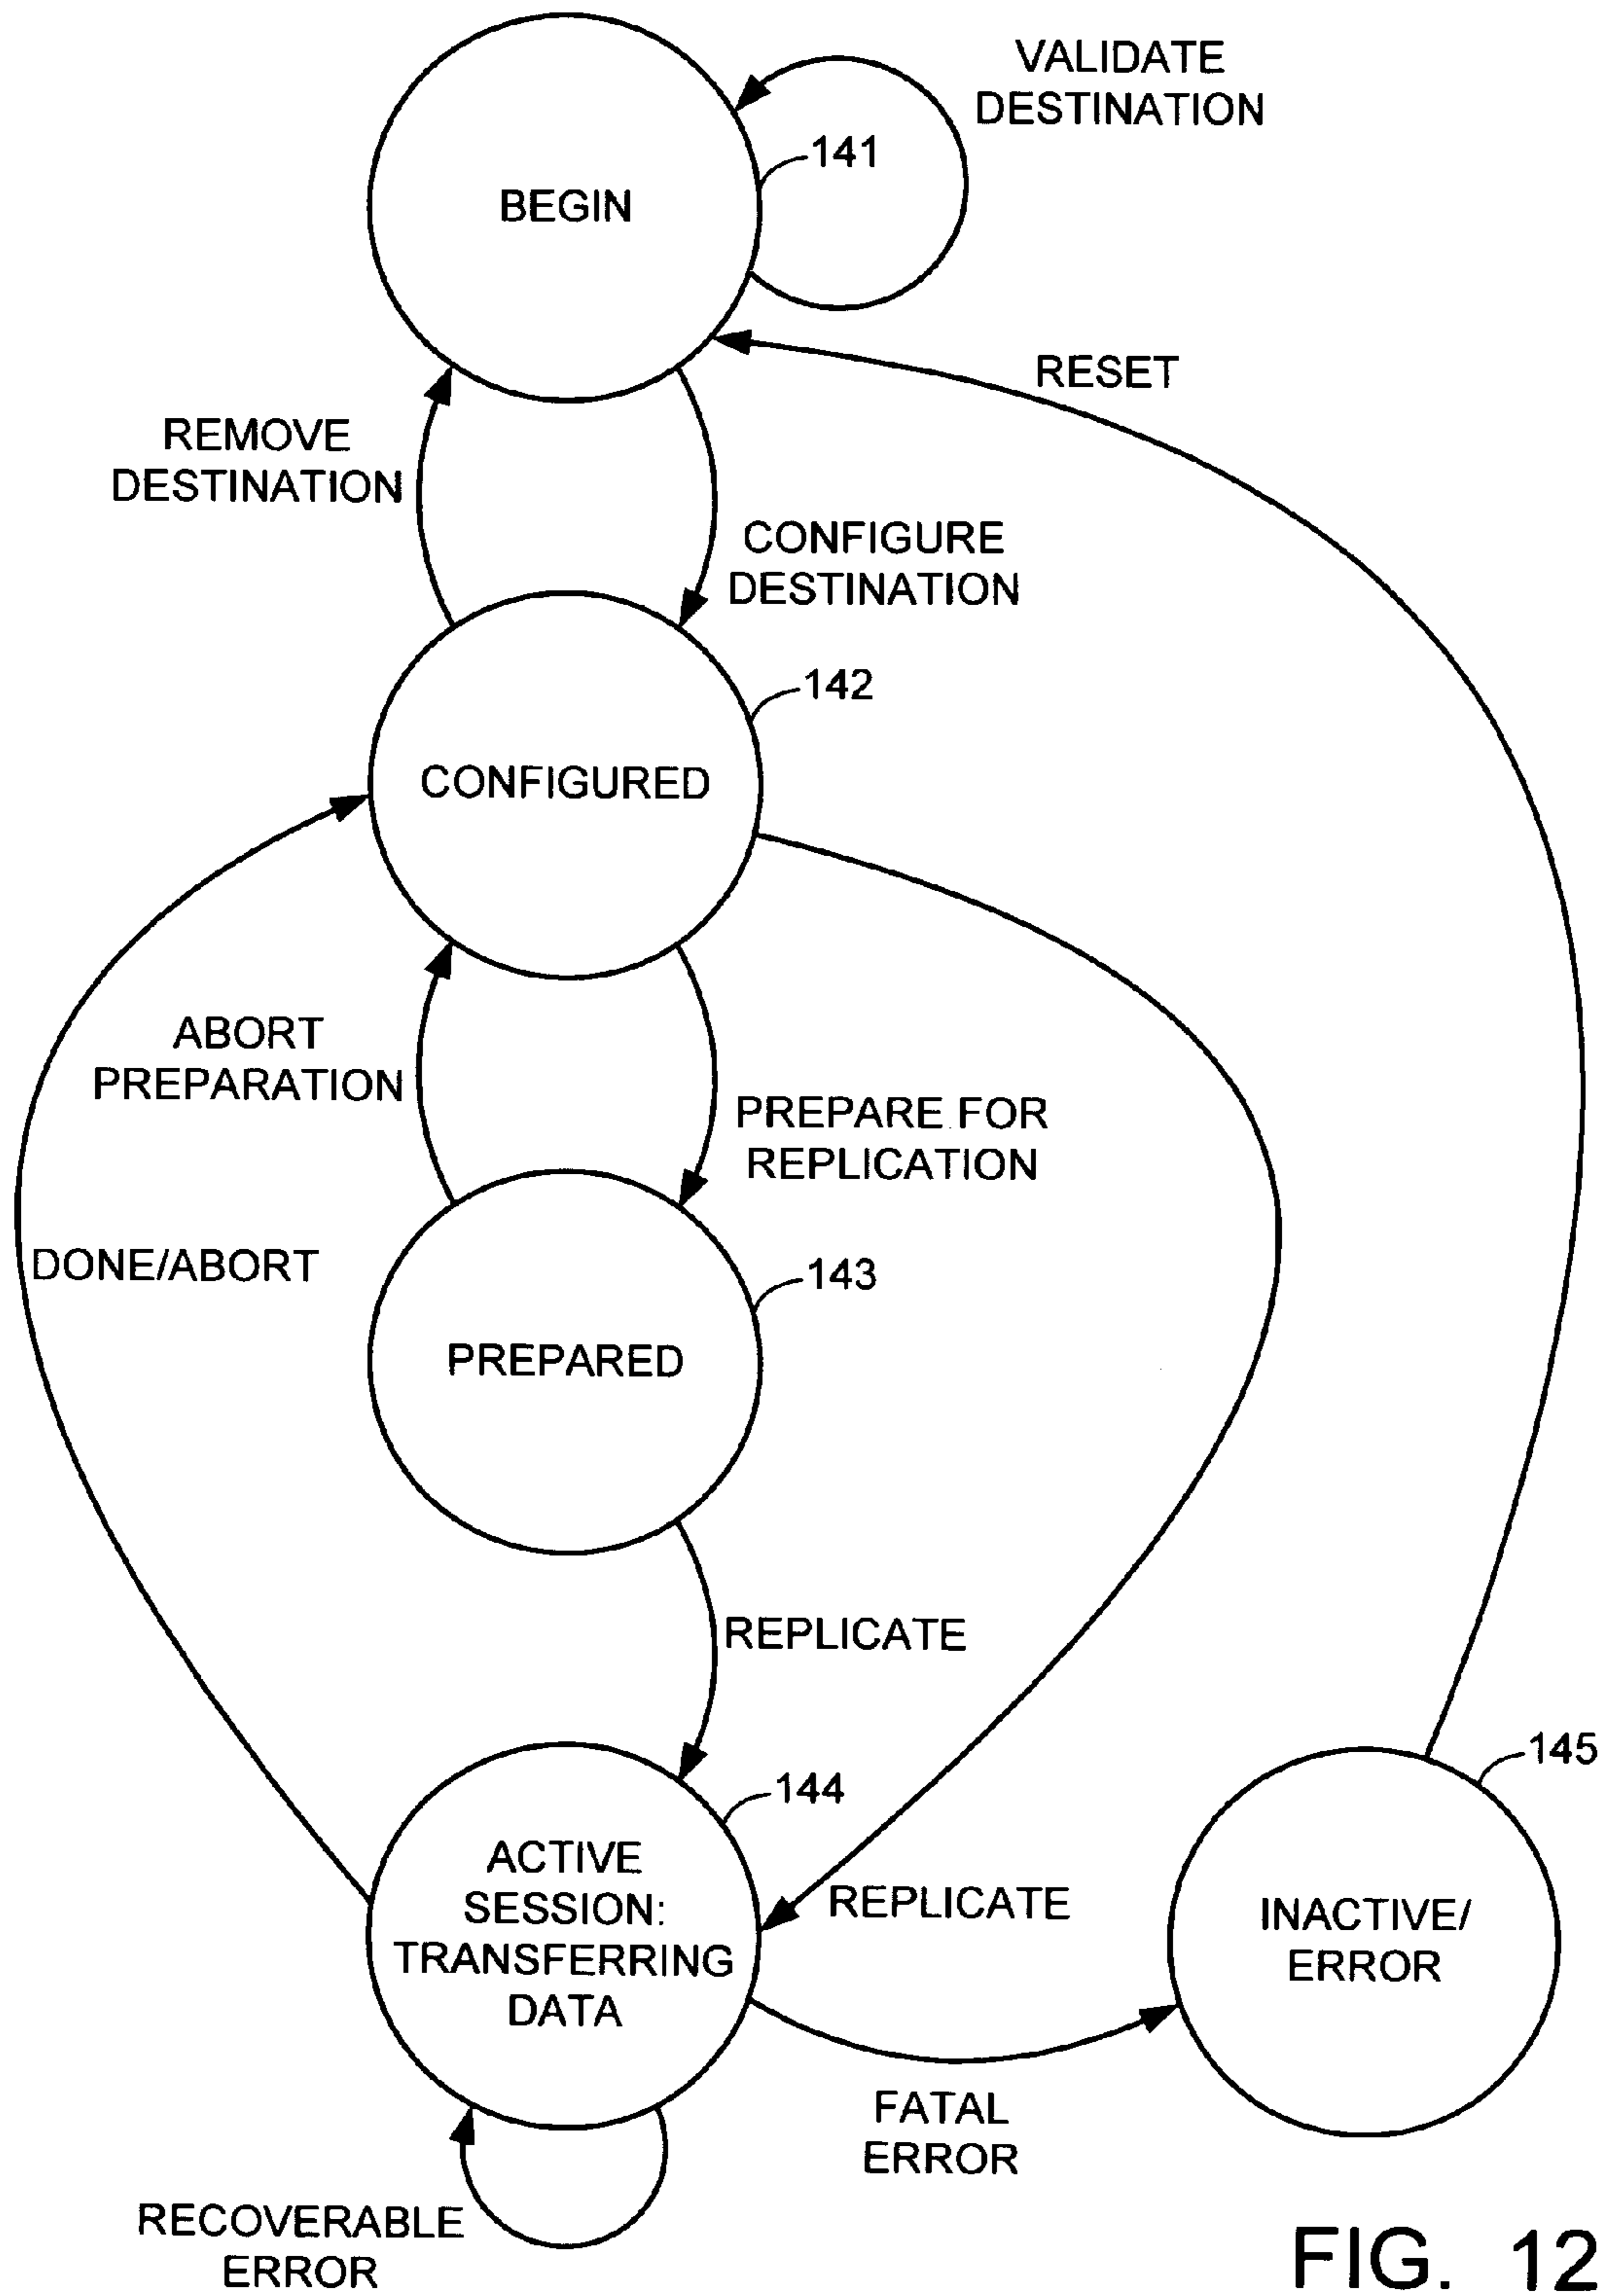 VALIDATE
DESTINATION
141
BEGIN
RESET
REMOVE
DESTINATION
CONFIGURE
DESTINATION
142
CONFIGURED
ABORT
PREPARATION
PREPARE FOR
REPLICATION
DONE/ABORT
143
PREPARED
REPLICATE
145
144
ACTIVE
SESSION:
TRANSFERRING
DATA
REPLICATE
INACTIVE/
ERROR
FATAL
ERROR
RECOVERABLE
ERROR
FIG. 12